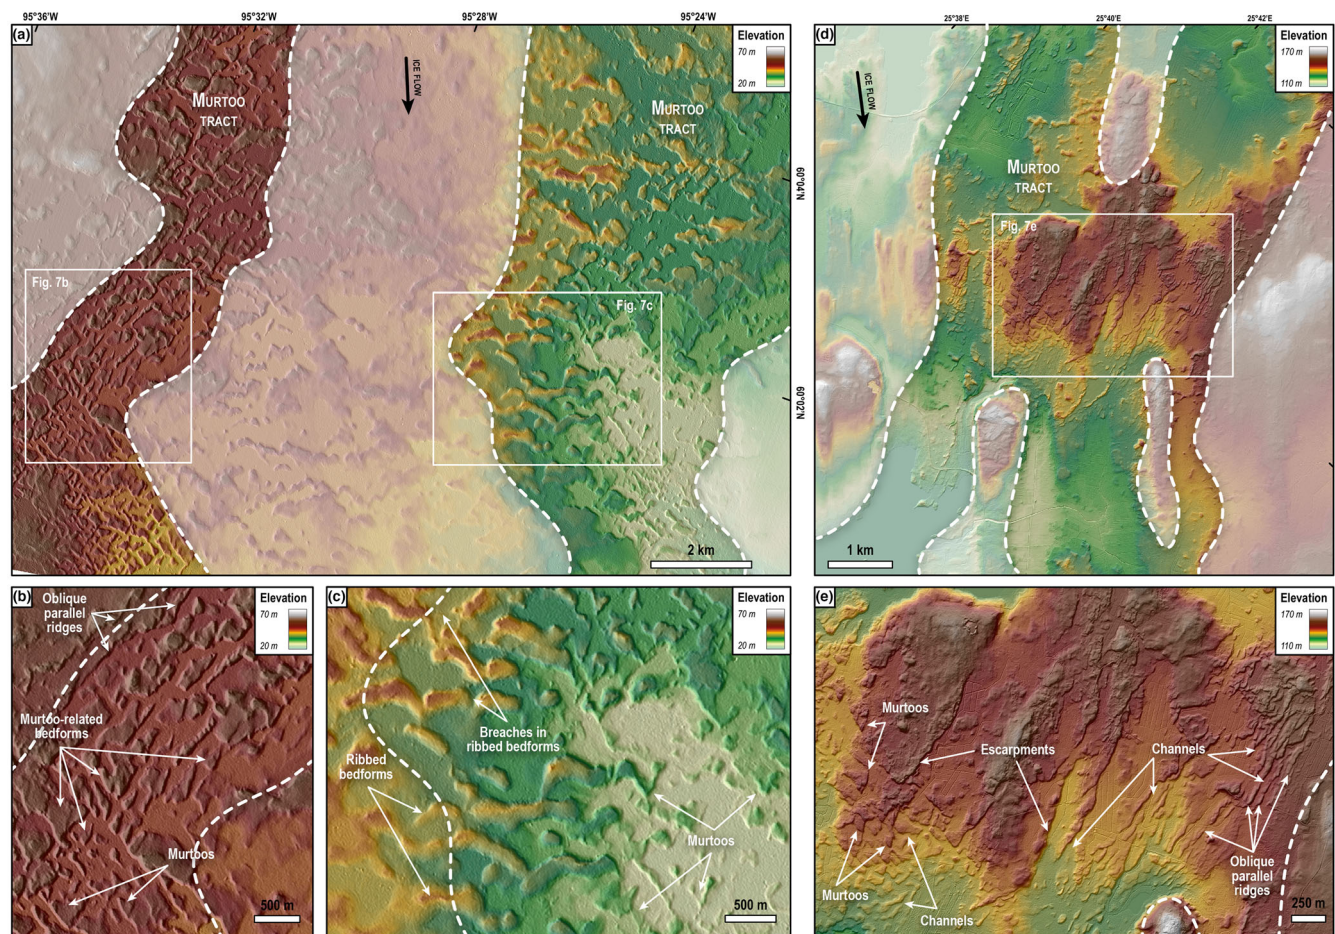 95°36'W
95°32'W
95°28'W
95°24'W
(a)
MURTOO
TRACT
ICE FLOW
MURTOO
TRACT
Elevation
70 m
20 m
60°04'N
60°02'N
Fig. 7b
Fig. 7c
2 km
25°38'E
25°40'E
25°42'E
(d)
ICE FLOW
MURTOO
TRACT
Elevation
170 m
110 m
Fig. 7e
1 km
(b)
Oblique
parallel
ridges
Elevation
70 m
20 m
Murtoo-related
bedforms
Murtoos
500 m
(c)
Elevation
70 m
20 m
Breaches in
ribbed bedforms
Ribbed
bedforms
Murtoos
500 m
(e)
Elevation
170 m
110 m
Murtoos
Escarpments
Channels
Murtoos
Channels
Oblique
parallel
ridges
250 m